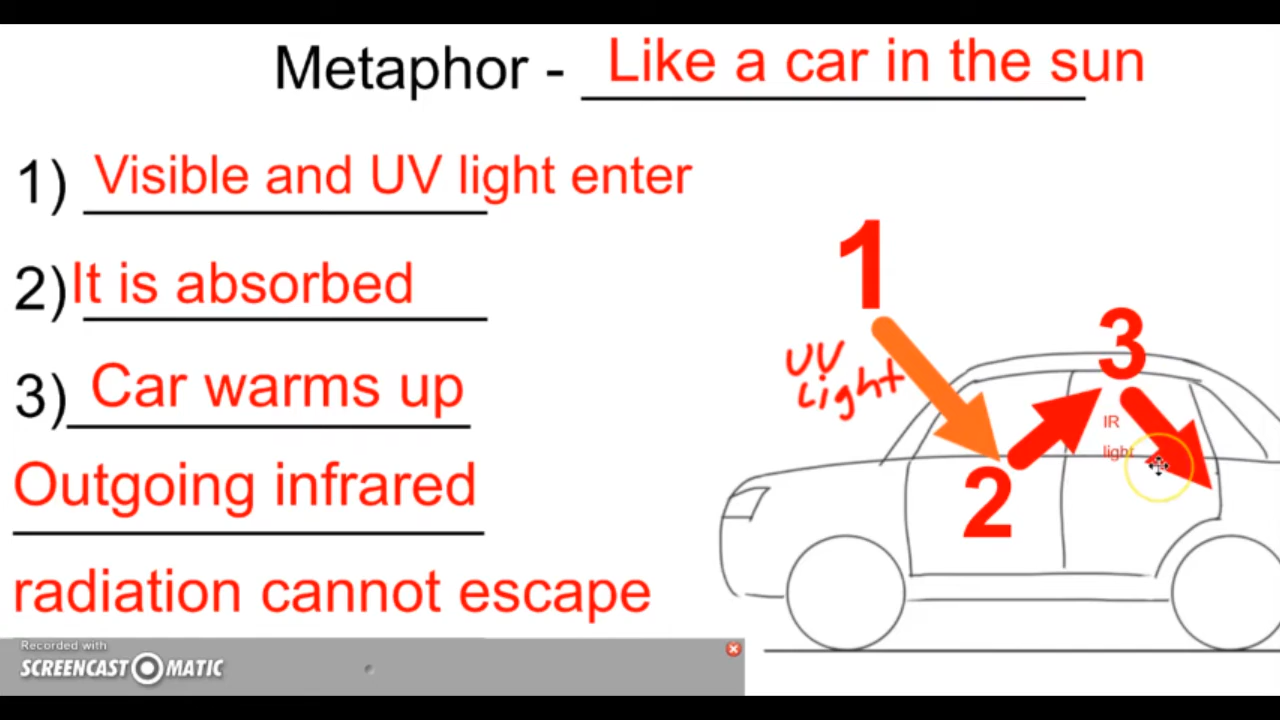 Metaphor - Like a car in the sun
1) Visible and UV light enter
2) It is absorbed
3) Car warms up
Outgoing infrared
radiation cannot escape
1
UV
Light
3
IR
light
2
Recorded with
SCREENCAST MATIC